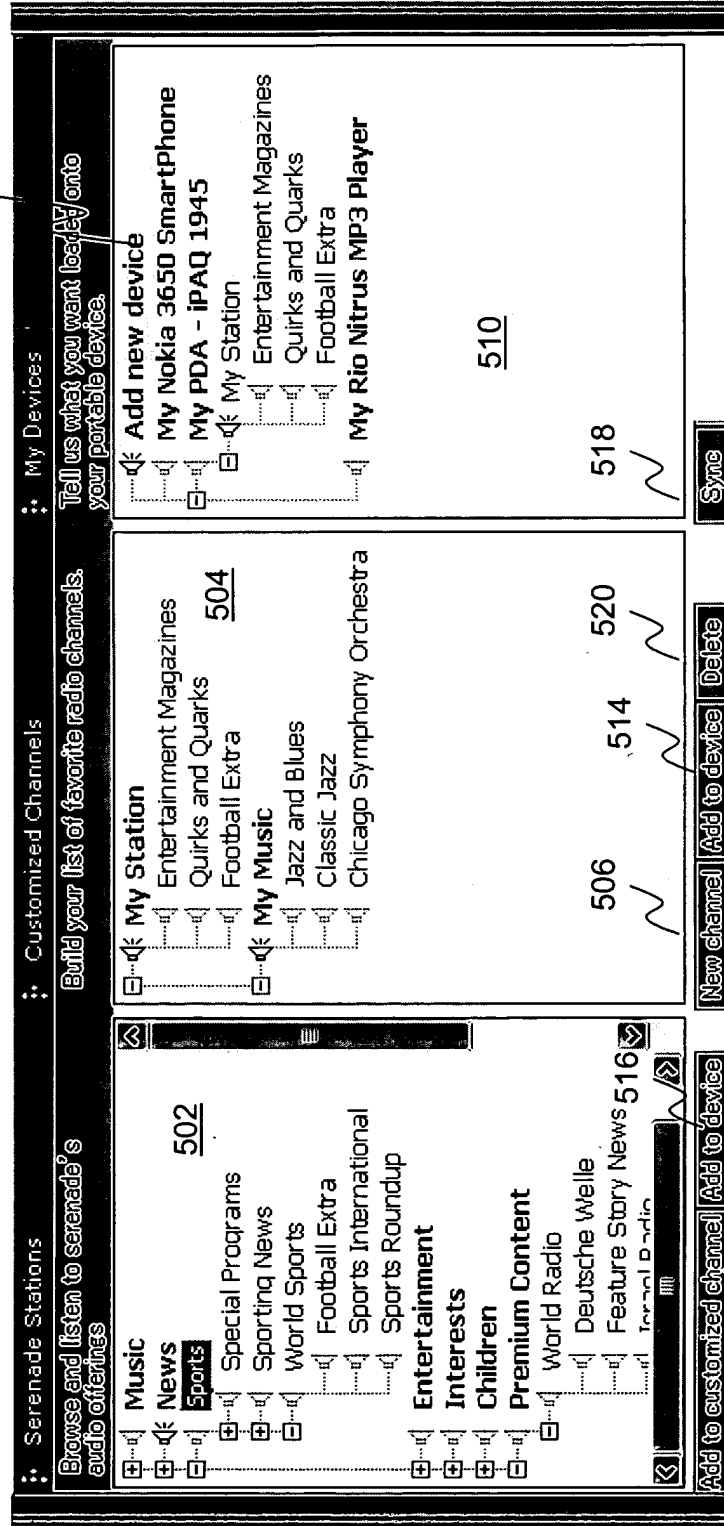 Serenade Stations
Customized Channels
My Devices
Browse and listen to serenade's
audio offerines
Build your list of favorite radio channels.
Tell us what you want loaded onto
your portable device.
Music
News
Sports
Special Programs
Sporting News
World Sports
Football Extra
Sports International
Sports Roundup
Entertainment
Interests
Children
Premium Content
World Radio
Deutsche Welle
Feature Story News
Israel Radio
502
516
Add to customized channel
Add to device
My Station
Entertainment Magazines
Quirks and Quarks
Football Extra
My Music
Jazz and Blues
Classic Jazz
Chicago Symphony Orchestra
504
506
514
520
New channel
Add to device
Delete
Add new device
My Nokia 3650 SmartPhone
My PDA - iPAQ 1945
My Station
Entertainment Magazines
Quirks and Quarks
Football Extra
My Rio Nitrus MP3 Player
510
518
Sync